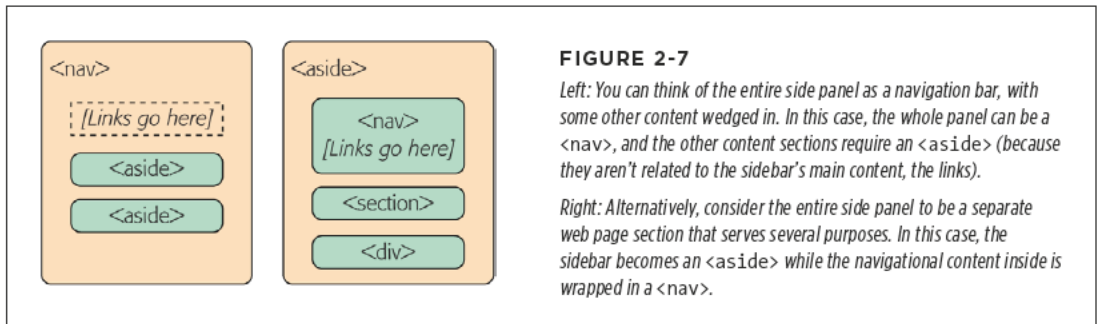 <nav>
[Links go here]
<aside>
<aside>
<aside>
<nav>
[Links go here]
<section>
<div>
FIGURE 2-7
Left: You can think of the entire side panel as a navigation bar, with
some other content wedged in. In this case, the whole panel can be a
<nav>, and the other content sections require an <aside> (because
they aren't related to the sidebar's main content, the links).
Right: Alternatively, consider the entire side panel to be a separate
web page section that serves several purposes. In this case, the
sidebar becomes an <aside> while the navigational content inside is
wrapped in a <nav>.